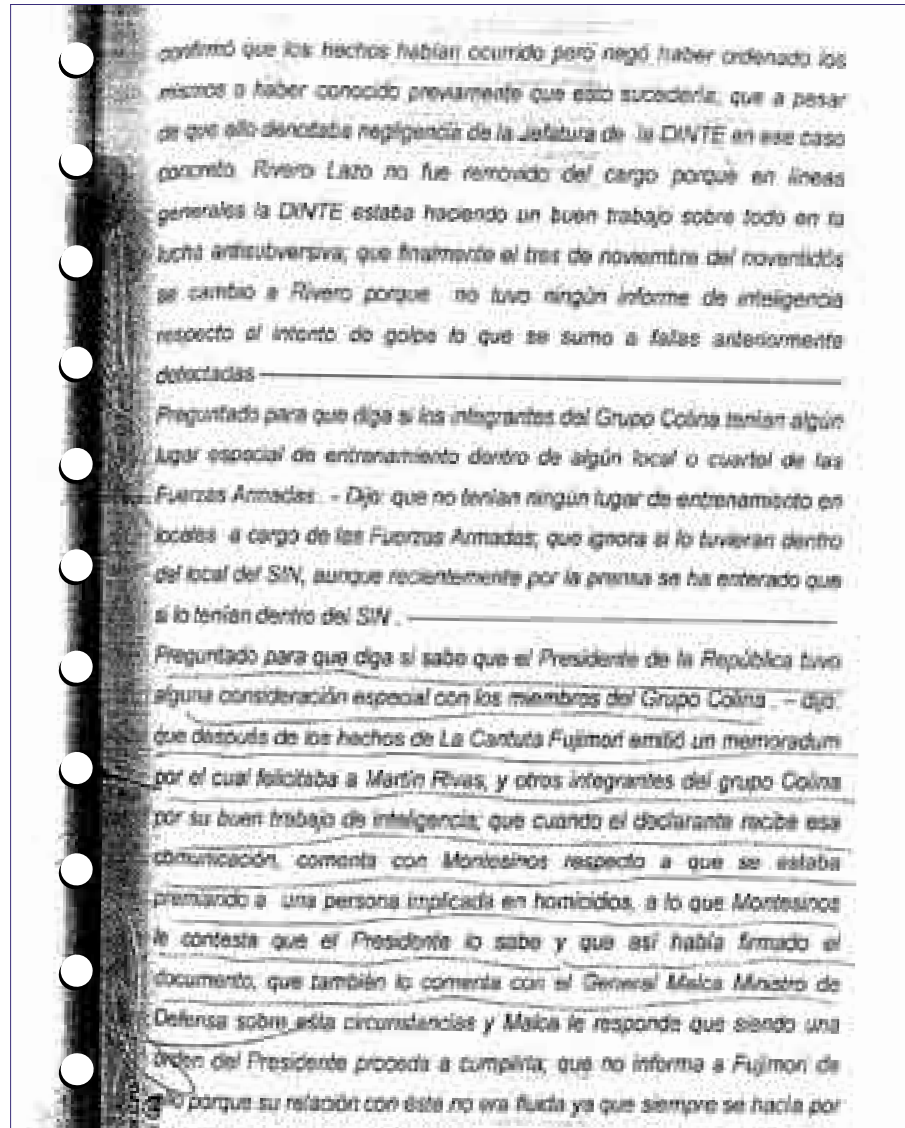 confirmó que los hechos habían ocurrido pero negó haber ordenado los
mismos o haber conocido previamente que esto sucedería; que a pesar
de que ello denotaba negligencia de la Jefatura de la DINTE en ese caso
concreto Rivero Lazo no fue removido del cargo porque en líneas
generales la DINTE estaba haciendo un buen trabajo sobre todo en la
lucha antisubversiva; que finalmente el tres de noviembre del noventidós
se cambio a Rivero porque no tuvo ningún informe de inteligencia
respecto al intento de golpe lo que se sumo a fallas anteriormente
detectadas
Preguntado para que diga si los integrantes del Grupo Colina tenían algún
lugar especial de entrenamiento dentro de algún local o cuartel de las
Fuerzas Armadas . – Dijo: que no tenían ningún lugar de entrenamiento en
locales a cargo de las Fuerzas Armadas; que ignora si lo tuvieran dentro
del local del SIN, aunque recientemente por la prensa se ha enterado que
si lo tenían dentro del SIN .
Preguntado para que diga si sabe que el Presidente de la República tuvo
alguna consideración especial con los miembros del Grupo Colina . – dijo:
que después de los hechos de La Cantuta Fujimori emitió un memoradum
por el cual felicitaba a Martin Rivas, y otros integrantes del grupo Colina
por su buen trabajo de inteligencia; que cuando el declarante recibe esa
comunicación, comenta con Montesinos respecto a que se estaba
premiando a una persona implicada en homicidios, a lo que Montesinos
le contesta que el Presidente lo sabe y que así había firmado el
documento, que también lo comenta con el General Malca Ministro de
Defensa sobre esta circunstancias y Malca le responde que siendo una
orden del Presidente proceda a cumplirla; que no informa a Fujimori de
porque su relación con éste no era fluida ya que siempre se hacía por